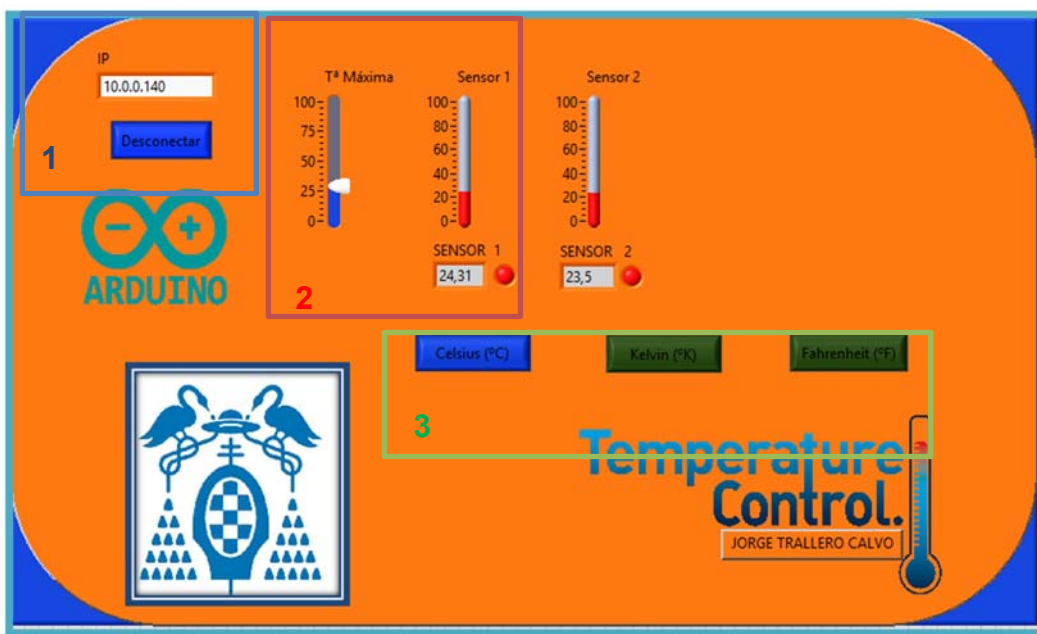 IP
10.0.0.140
Desconectar
1
ARDUINO
Tª Máxima
100
75
50
25
0
Sensor 1
100
80
60
40
20
0
SENSOR 1
24,31
2
Sensor 2
100
80
60
40
20
0
SENSOR 2
23,5
Celsius (ºC)
Kelvin (ºK)
Fahrenheit (ºF)
3
Temperature
Control.
JORGE TRALLERO CALVO